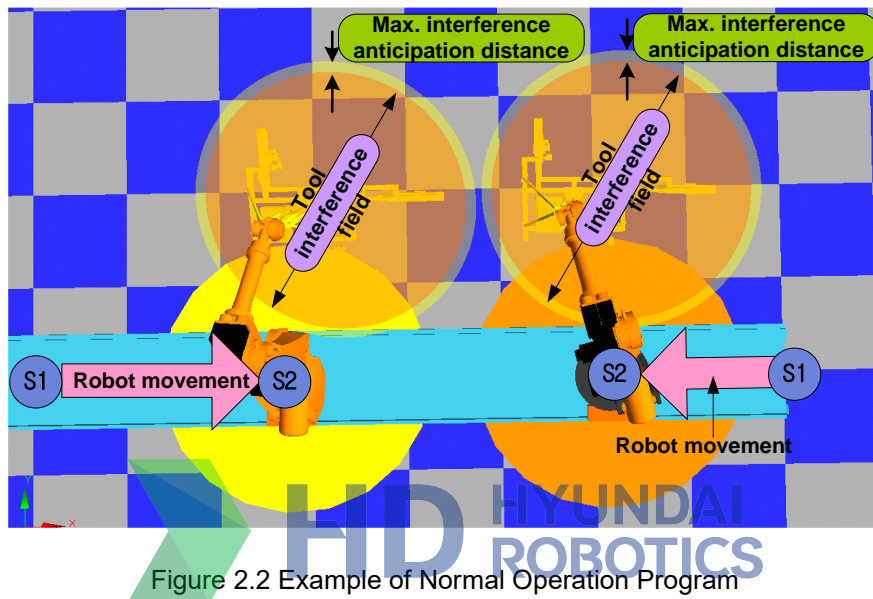 Max. interference
anticipation distance
Max. interference
anticipation distance
Tool
interference
field
Tool
interference
field
S1
Robot movement
S2
S2
S1
Robot movement
Y
X
HD HYUNDAI
ROBOTICS
Figure 2.2 Example of Normal Operation Program